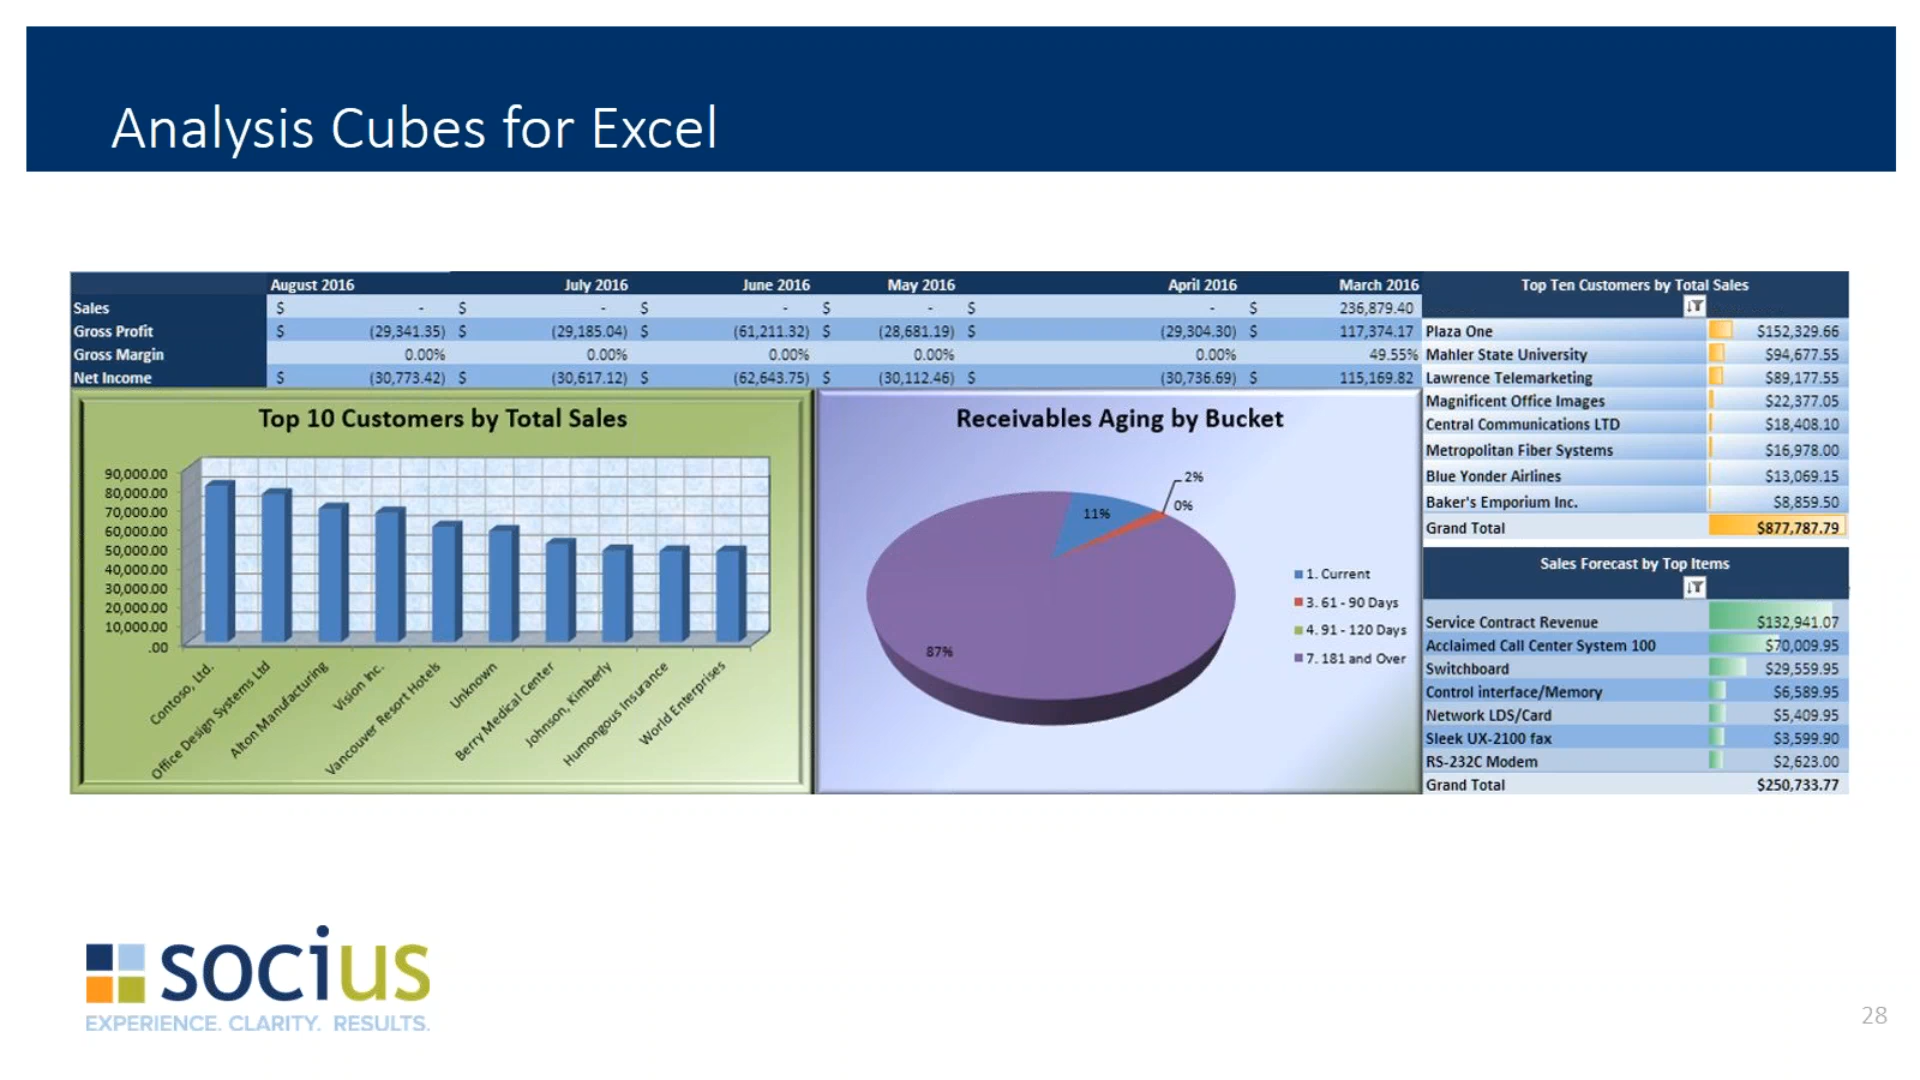 Analysis Cubes for Excel
August 2016 July 2016 June 2016 May 2016 April 2016 March 2016
Sales $ - $ - $ - $ - $ - $ 236,879.40
Gross Profit $ (29,341.35) $ (29,185.04) $ (61,211.32) $ (28,681.19) $ (29,304.30) $ 117,374.17
Gross Margin 0.00% 0.00% 0.00% 0.00% 0.00% 49.55%
Net Income $ (30,773.42) $ (30,617.12) $ (62,643.75) $ (30,112.46) $ (30,736.69) $ 115,169.82
Top 10 Customers by Total Sales
90,000.00
80,000.00
70,000.00
60,000.00
50,000.00
40,000.00
30,000.00
20,000.00
10,000.00
.00
Contoso, Ltd.
Office Design Systems Ltd
Alton Manufacturing
Vision Inc.
Vancouver Resort Hotels
Unknown
Berry Medical Center
Johnson, Kimberly
Humongous Insurance
World Enterprises
Receivables Aging by Bucket
2%
0%
11%
87%
1. Current
3. 61 - 90 Days
4. 91 - 120 Days
7. 181 and Over
Top Ten Customers by Total Sales
Plaza One $152,329.66
Mahler State University $94,677.55
Lawrence Telemarketing $89,177.55
Magnificent Office Images $22,377.05
Central Communications LTD $18,408.10
Metropolitan Fiber Systems $16,978.00
Blue Yonder Airlines $13,069.15
Baker's Emporium Inc. $8,859.50
Grand Total $877,787.79
Sales Forecast by Top Items
Service Contract Revenue $132,941.07
Acclaimed Call Center System 100 $70,009.95
Switchboard $29,559.95
Control interface/Memory $6,589.95
Network LDS/Card $5,409.95
Sleek UX-2100 fax $3,599.90
RS-232C Modem $2,623.00
Grand Total $250,733.77
socius
EXPERIENCE. CLARITY. RESULTS.
28